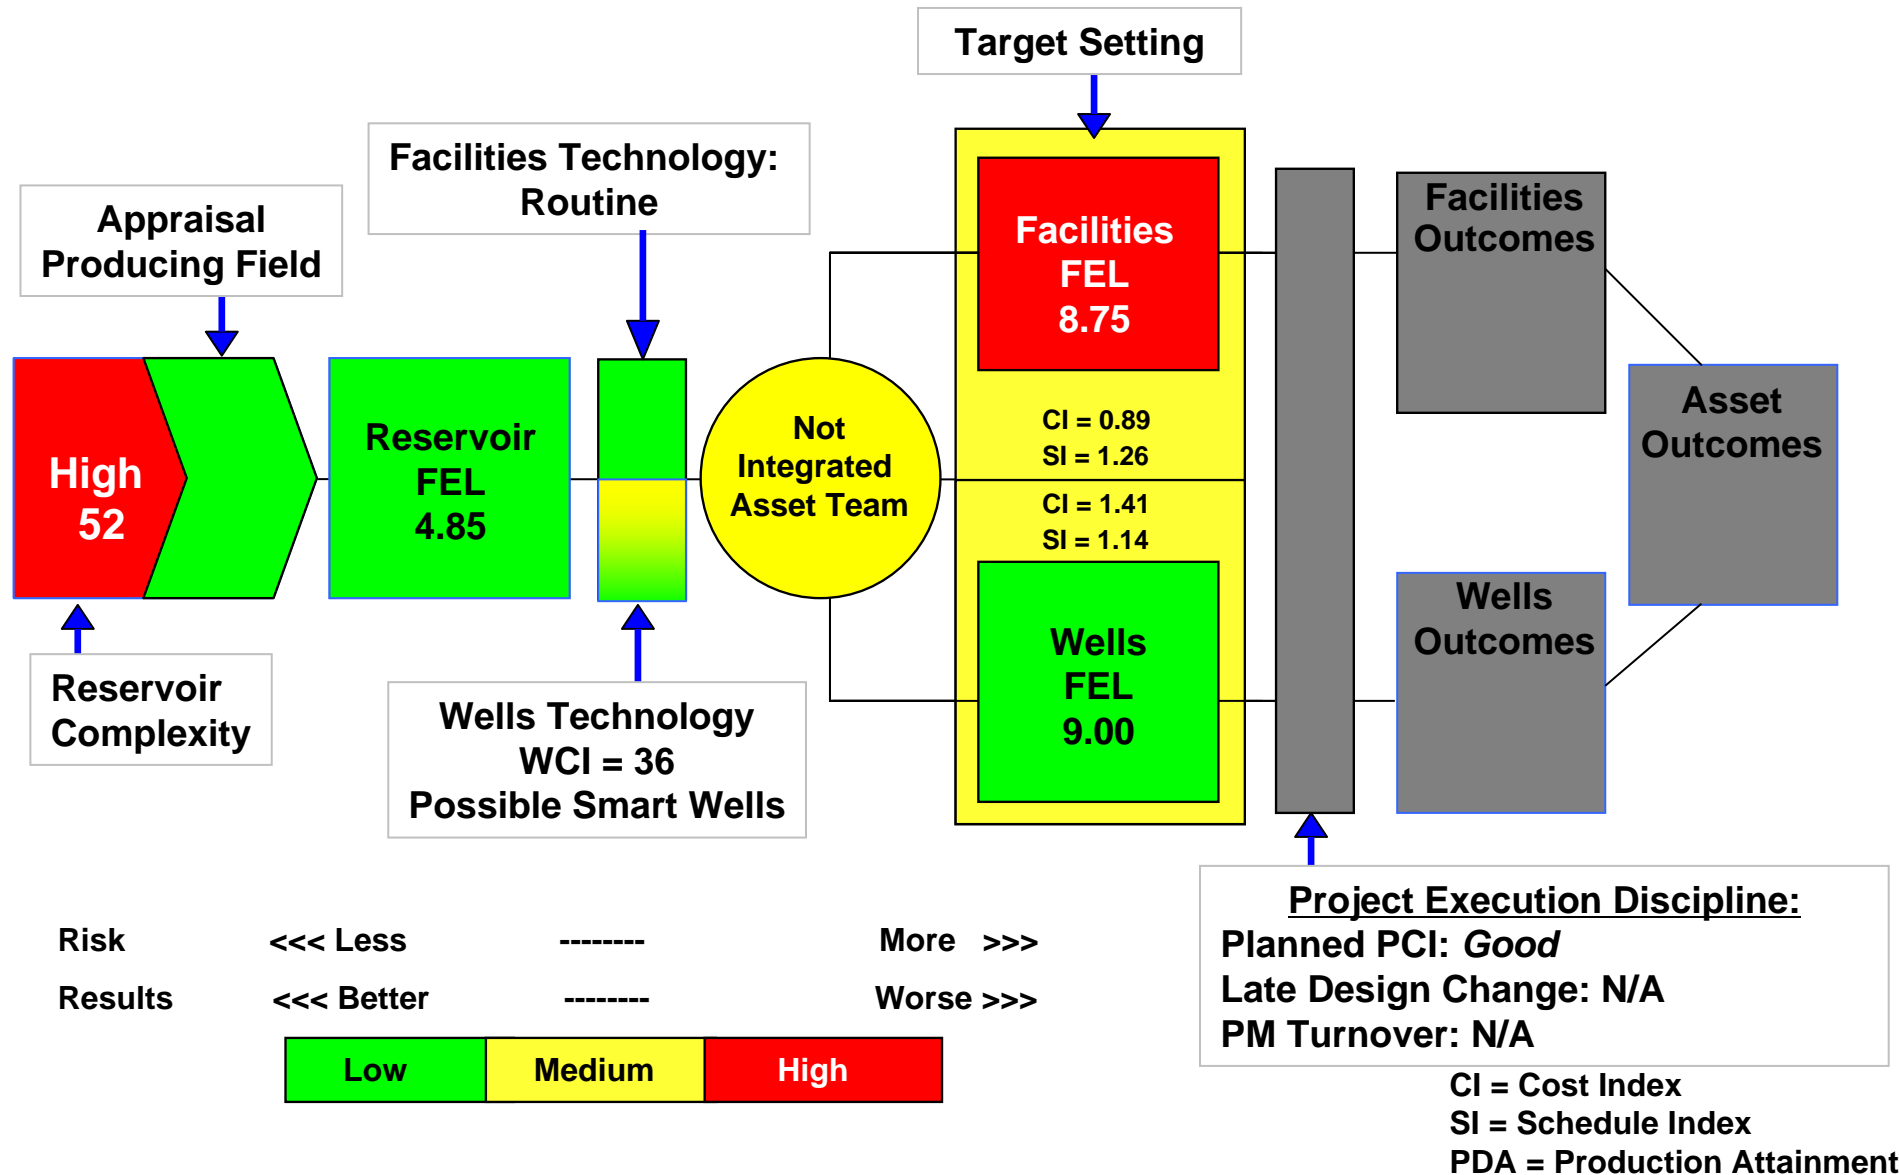 Target Setting
Facilities Technology:
Routine
Appraisal
Producing Field
Facilities
FEL
8.75
Facilities
Outcomes
High
52
Reservoir
FEL
4.85
Not
Integrated
Asset Team
CI = 0.89
SI = 1.26
CI = 1.41
SI = 1.14
Asset
Outcomes
Wells
FEL
9.00
Wells
Outcomes
Reservoir
Complexity
Wells Technology
WCI = 36
Possible Smart Wells
Project Execution Discipline:
Planned PCI: Good
Late Design Change: N/A
PM Turnover: N/A
Risk <<< Less -------- More >>>
Results <<< Better -------- Worse >>>
Low Medium High
CI = Cost Index
SI = Schedule Index
PDA = Production Attainment